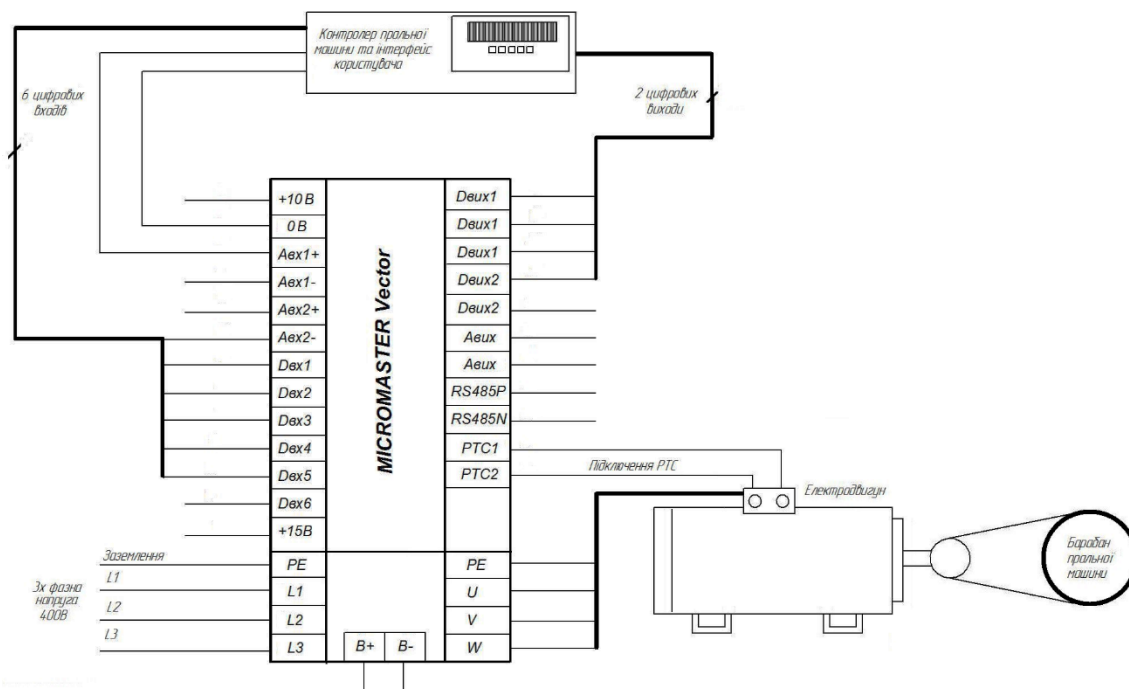 Контролер пральної
машини та інтерфейс
користувача
6 цифрових
входів
2 цифрових
виходи
+10В
0В
Авх1+
Авх1-
Авх2+
Авх2-
Dвх1
Dвх2
Dвх3
Dвх4
Dвх5
Dвх6
+15В
PE
L1
L2
L3
MICROMASTER Vector
B+
B-
Dвих1
Dвих1
Dвих1
Dвих2
Dвих2
Авих
Авих
RS485P
RS485N
PTC1
PTC2
PE
U
V
W
Заземлення
L1
L2
L3
3х фазна
напруга
400В
Підключення PTC
Електродвигун
Барабан
пральної
машини